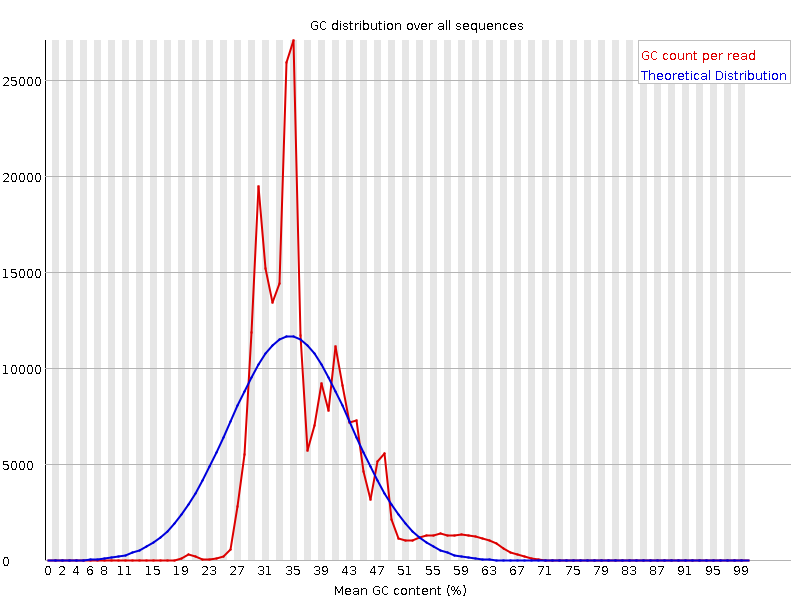 GC distribution over all sequences
GC count per read
Theoretical Distribution
25000
20000
15000
10000
5000
0
0 2 4 6 8 11 15 19 23 27 31 35 39 43 47 51 55 59 63 67 71 75 79 83 87 91 95 99
Mean GC content (%)